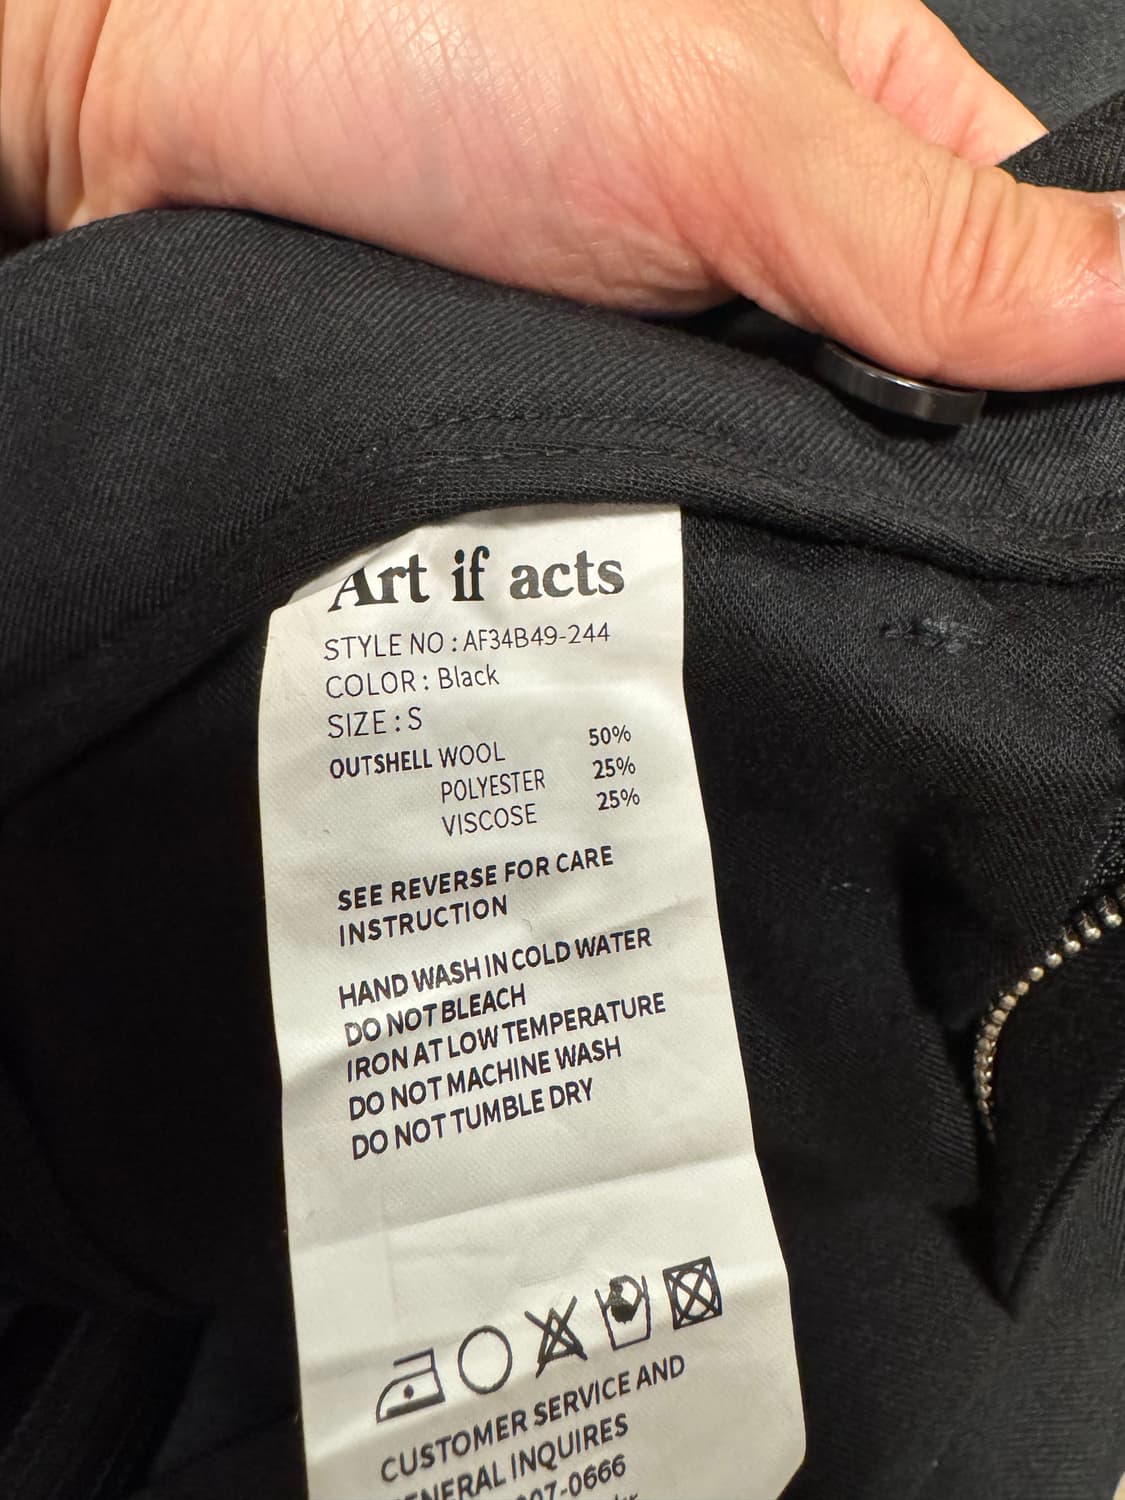 Art if acts
STYLE NO : AF34B49-244
COLOR : Black
SIZE : S
OUTSHELL WOOL 50%
POLYESTER 25%
VISCOSE 25%
SEE REVERSE FOR CARE
INSTRUCTION
HAND WASH IN COLD WATER
DO NOT BLEACH
IRON AT LOW TEMPERATURE
DO NOT MACHINE WASH
DO NOT TUMBLE DRY
CUSTOMER SERVICE AND
INQUIRES